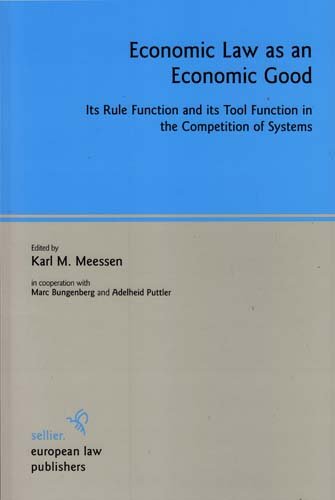 Economic Law as an
Economic Good
Its Rule Function and its Tool Function in
the Competition of Systems
Edited by
Karl M. Meessen
in cooperation with
Marc Bungenberg and Adelheid Puttler
sellier.
european law
publishers